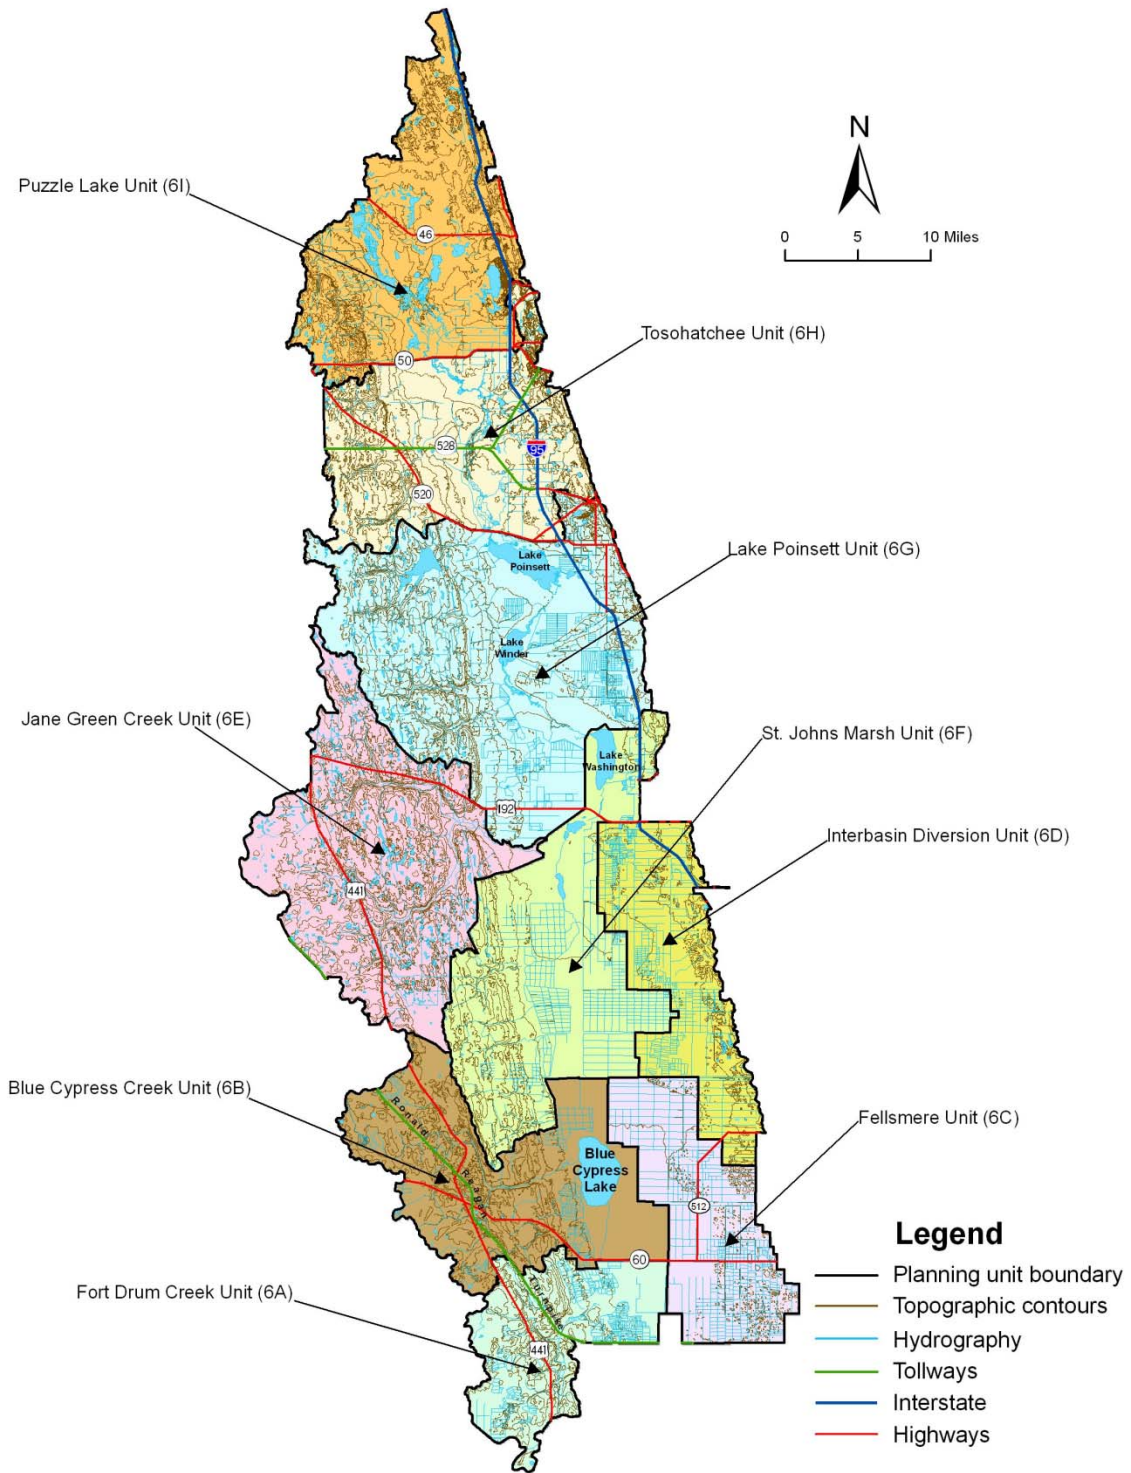 N
0 5 10 Miles
Puzzle Lake Unit (6I)
46
Tosohatchee Unit (6H)
50
528
95
520
Lake Poinsett Unit (6G)
Lake
Poinsett
Lake
Winder
Jane Green Creek Unit (6E)
St. Johns Marsh Unit (6F)
Lake
Washington
192
Interbasin Diversion Unit (6D)
441
Blue Cypress Creek Unit (6B)
Ronald
Reagan
Turnpike
Fellsmere Unit (6C)
Blue
Cypress
Lake
512
60
Fort Drum Creek Unit (6A)
441
Legend
Planning unit boundary
Topographic contours
Hydrography
Tollways
Interstate
Highways